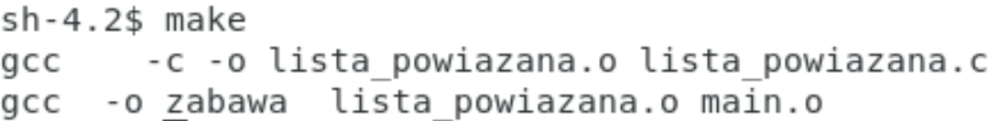 sh-4.2$ make
gcc    -c -o lista_powiazana.o lista_powiazana.c
gcc  -o zabawa  lista_powiazana.o main.o